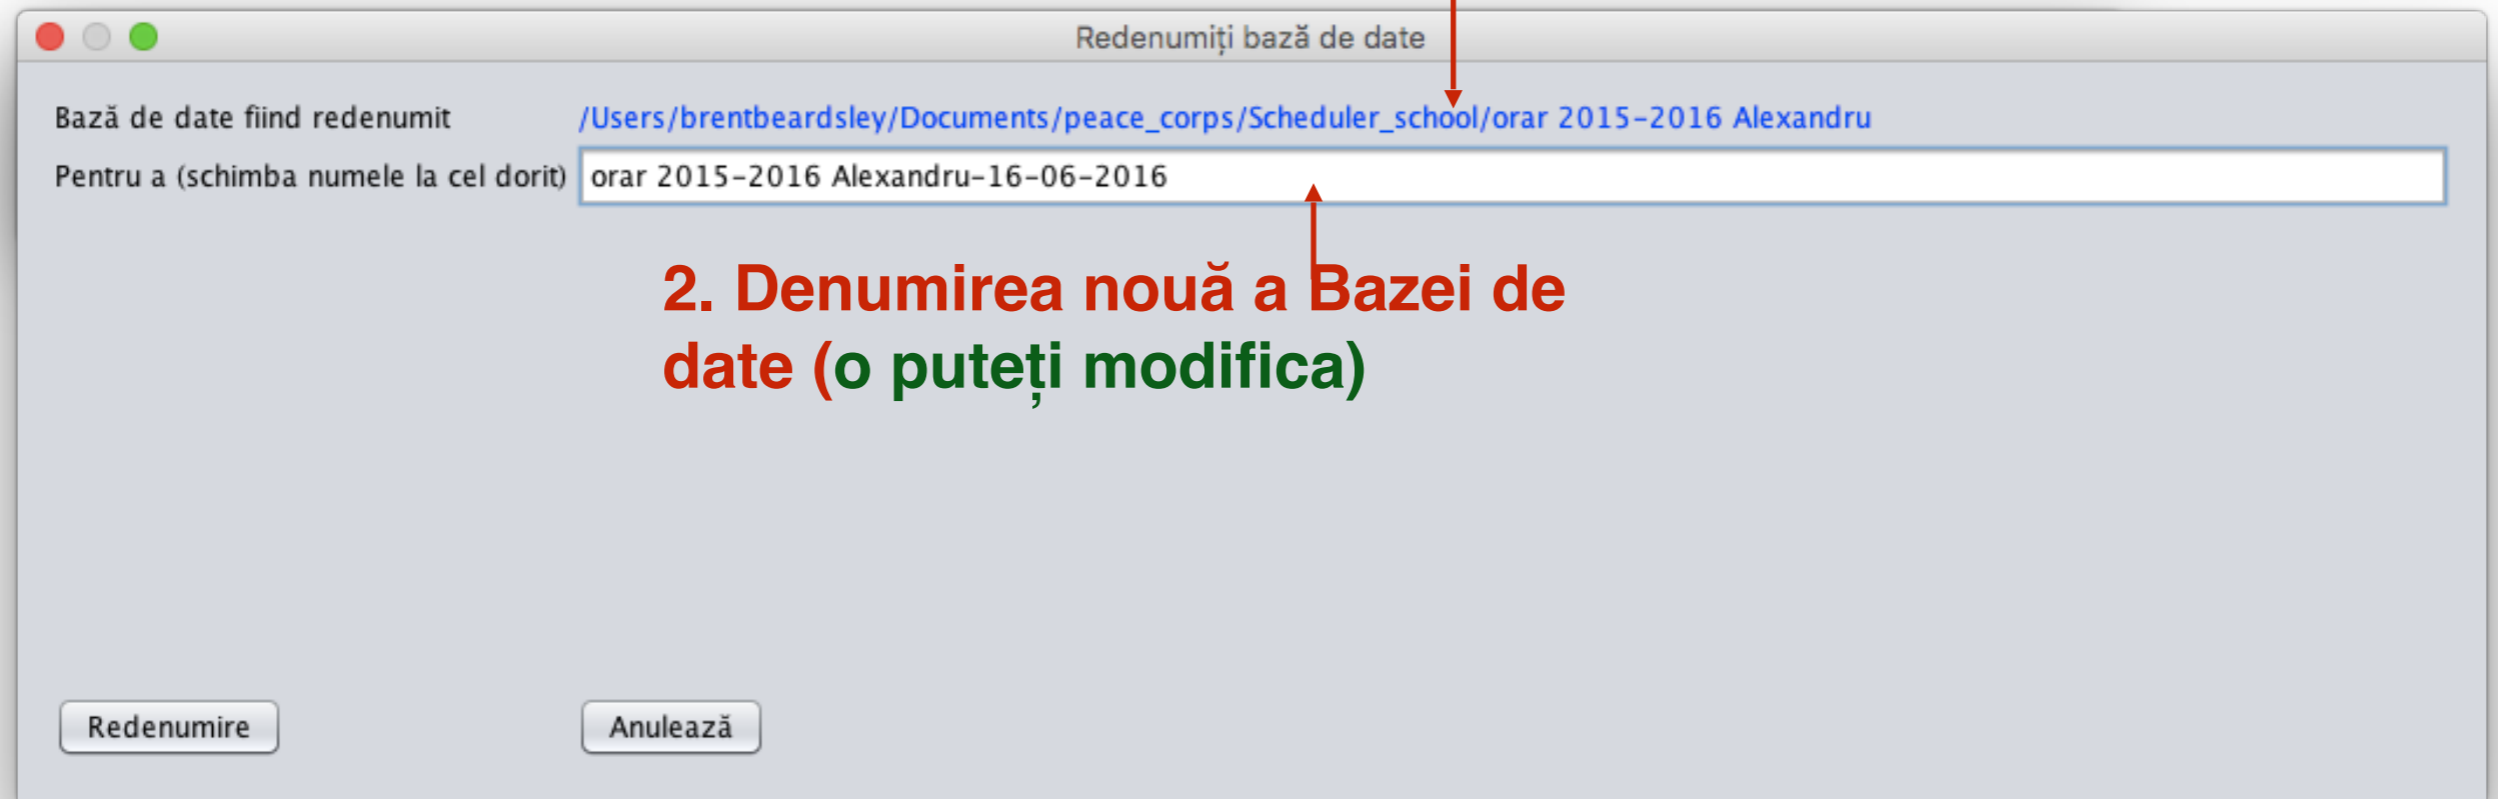 Redenumiți bază de date
Bază de date fiind redenumit /Users/brentbeardsley/Documents/peace_corps/Scheduler_school/orar 2015-2016 Alexandru
Pentru a (schimba numele la cel dorit) orar 2015-2016 Alexandru-16-06-2016
2. Denumirea nouă a Bazei de
date (o puteți modifica)
Redenumire Anulează